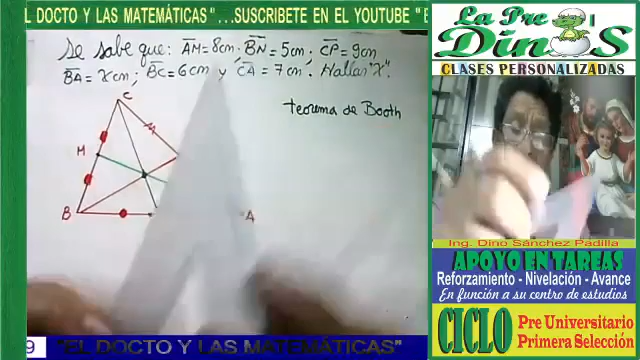 EL DOCTO Y LAS MATEMÁTICAS"...SUSCRIBETE EN EL YOUTUBE "E
Se sabe que: AM=8cm; BN=5cm; CP=9cm
BA=Xcm; BC=6cm y CA=7cm. Hallar "X".
Teorema de Booth
C
M
B
A
9 "EL DOCTO Y LAS MATEMÁTICAS"
La Pre
DinoS
CLASES PERSONALIZADAS
Ing. Dino Sánchez Padilla
APOYO EN TAREAS
Reforzamiento - Nivelación - Avance
En función a su centro de estudios
CICLO Pre Universitario
Primera Selección